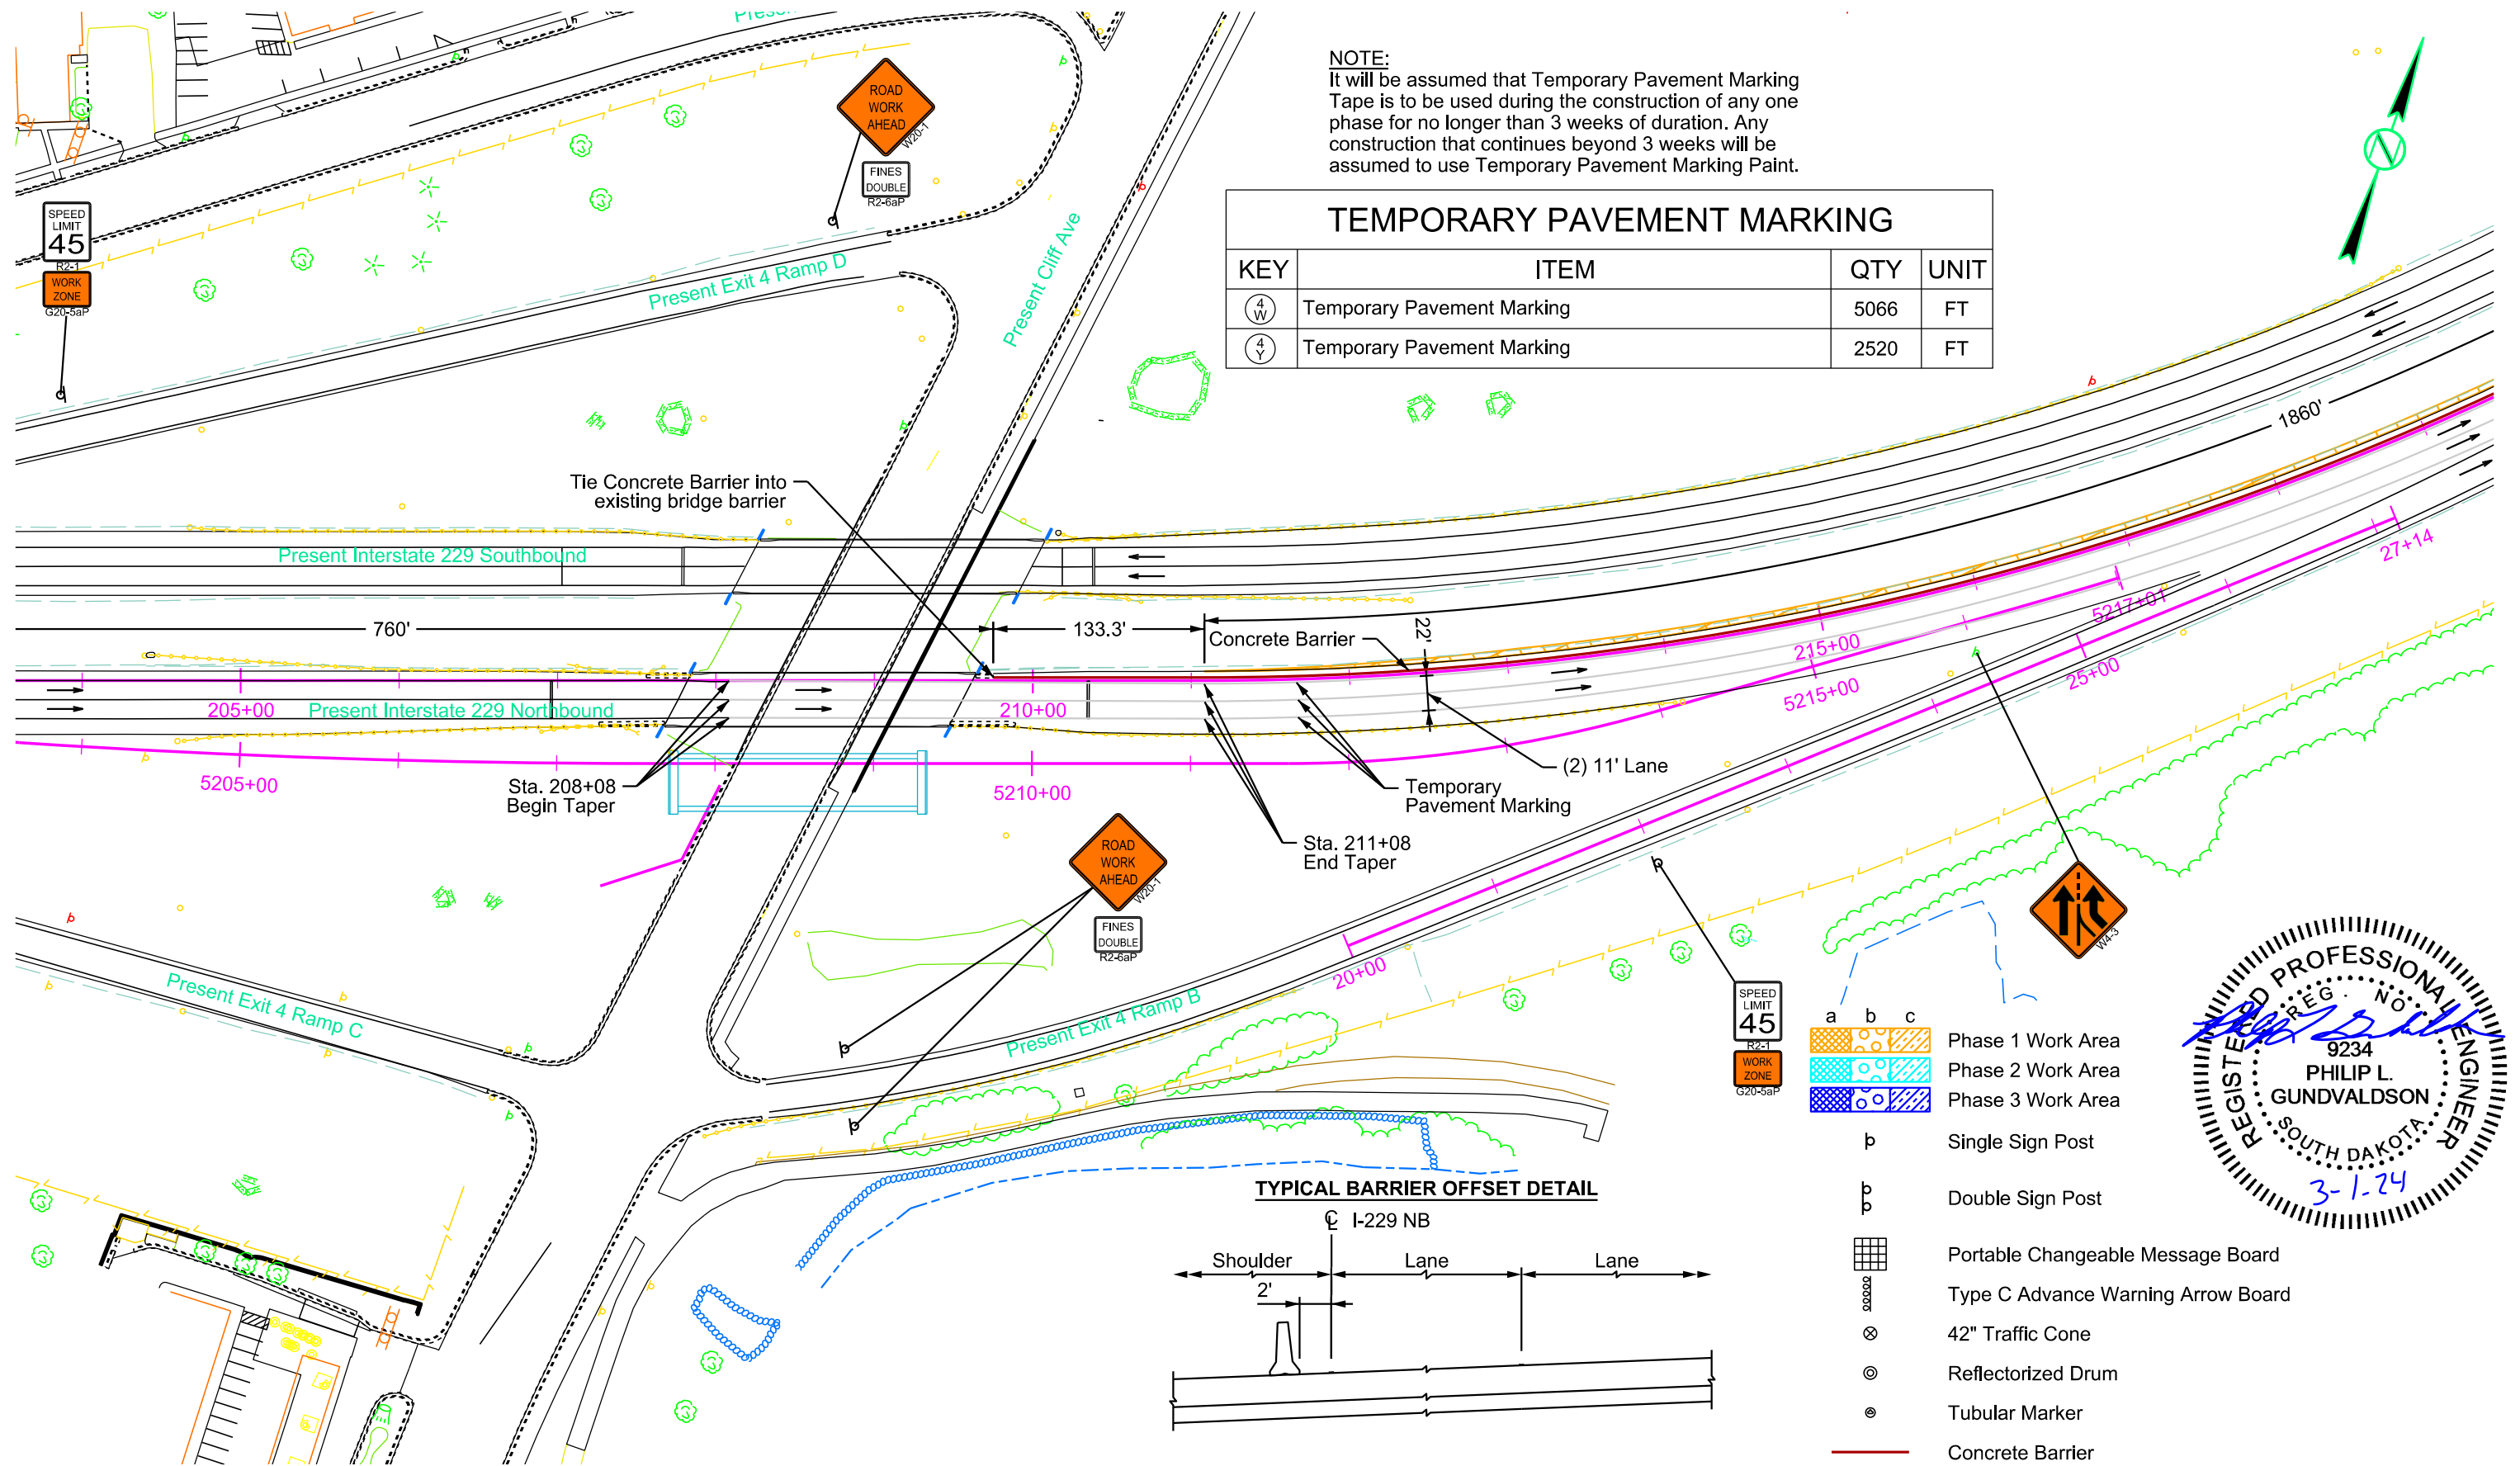 NOTE:
It will be assumed that Temporary Pavement Marking
Tape is to be used during the construction of any one
phase for no longer than 3 weeks of duration. Any
construction that continues beyond 3 weeks will be
assumed to use Temporary Pavement Marking Paint.
TEMPORARY PAVEMENT MARKING
KEY ITEM QTY UNIT
4 W Temporary Pavement Marking 5066 FT
4 Y Temporary Pavement Marking 2520 FT
ROAD
WORK
AHEAD
W20-1
FINES
DOUBLE
R2-6aP
SPEED
LIMIT
45
R2-1
WORK
ZONE
G20-5aP
Present Exit 4 Ramp D
Present Cliff Ave
N
1860'
Tie Concrete Barrier into
existing bridge barrier
Present Interstate 229 Southbound
27+14
5217+01
760'
133.3'
Concrete Barrier
22'
215+00
25+00
205+00
Present Interstate 229 Northbound
210+00
5215+00
5205+00
Sta. 208+08
Begin Taper
5210+00
(2) 11' Lane
Temporary
Pavement Marking
Sta. 211+08
End Taper
ROAD
WORK
AHEAD
W20-1
FINES
DOUBLE
R2-6aP
W4-3
20+00
Present Exit 4 Ramp C
Present Exit 4 Ramp B
SPEED
LIMIT
45
R2-1
WORK
ZONE
G20-5aP
a b c
Phase 1 Work Area
Phase 2 Work Area
Phase 3 Work Area
Single Sign Post
Double Sign Post
Portable Changeable Message Board
Type C Advance Warning Arrow Board
42" Traffic Cone
Reflectorized Drum
Tubular Marker
Concrete Barrier
REGISTERED PROFESSIONAL ENGINEER
REG. NO.
9234
PHILIP L.
GUNDVALDSON
SOUTH DAKOTA
3-1-24
TYPICAL BARRIER OFFSET DETAIL
℄ I-229 NB
Shoulder Lane Lane
2'